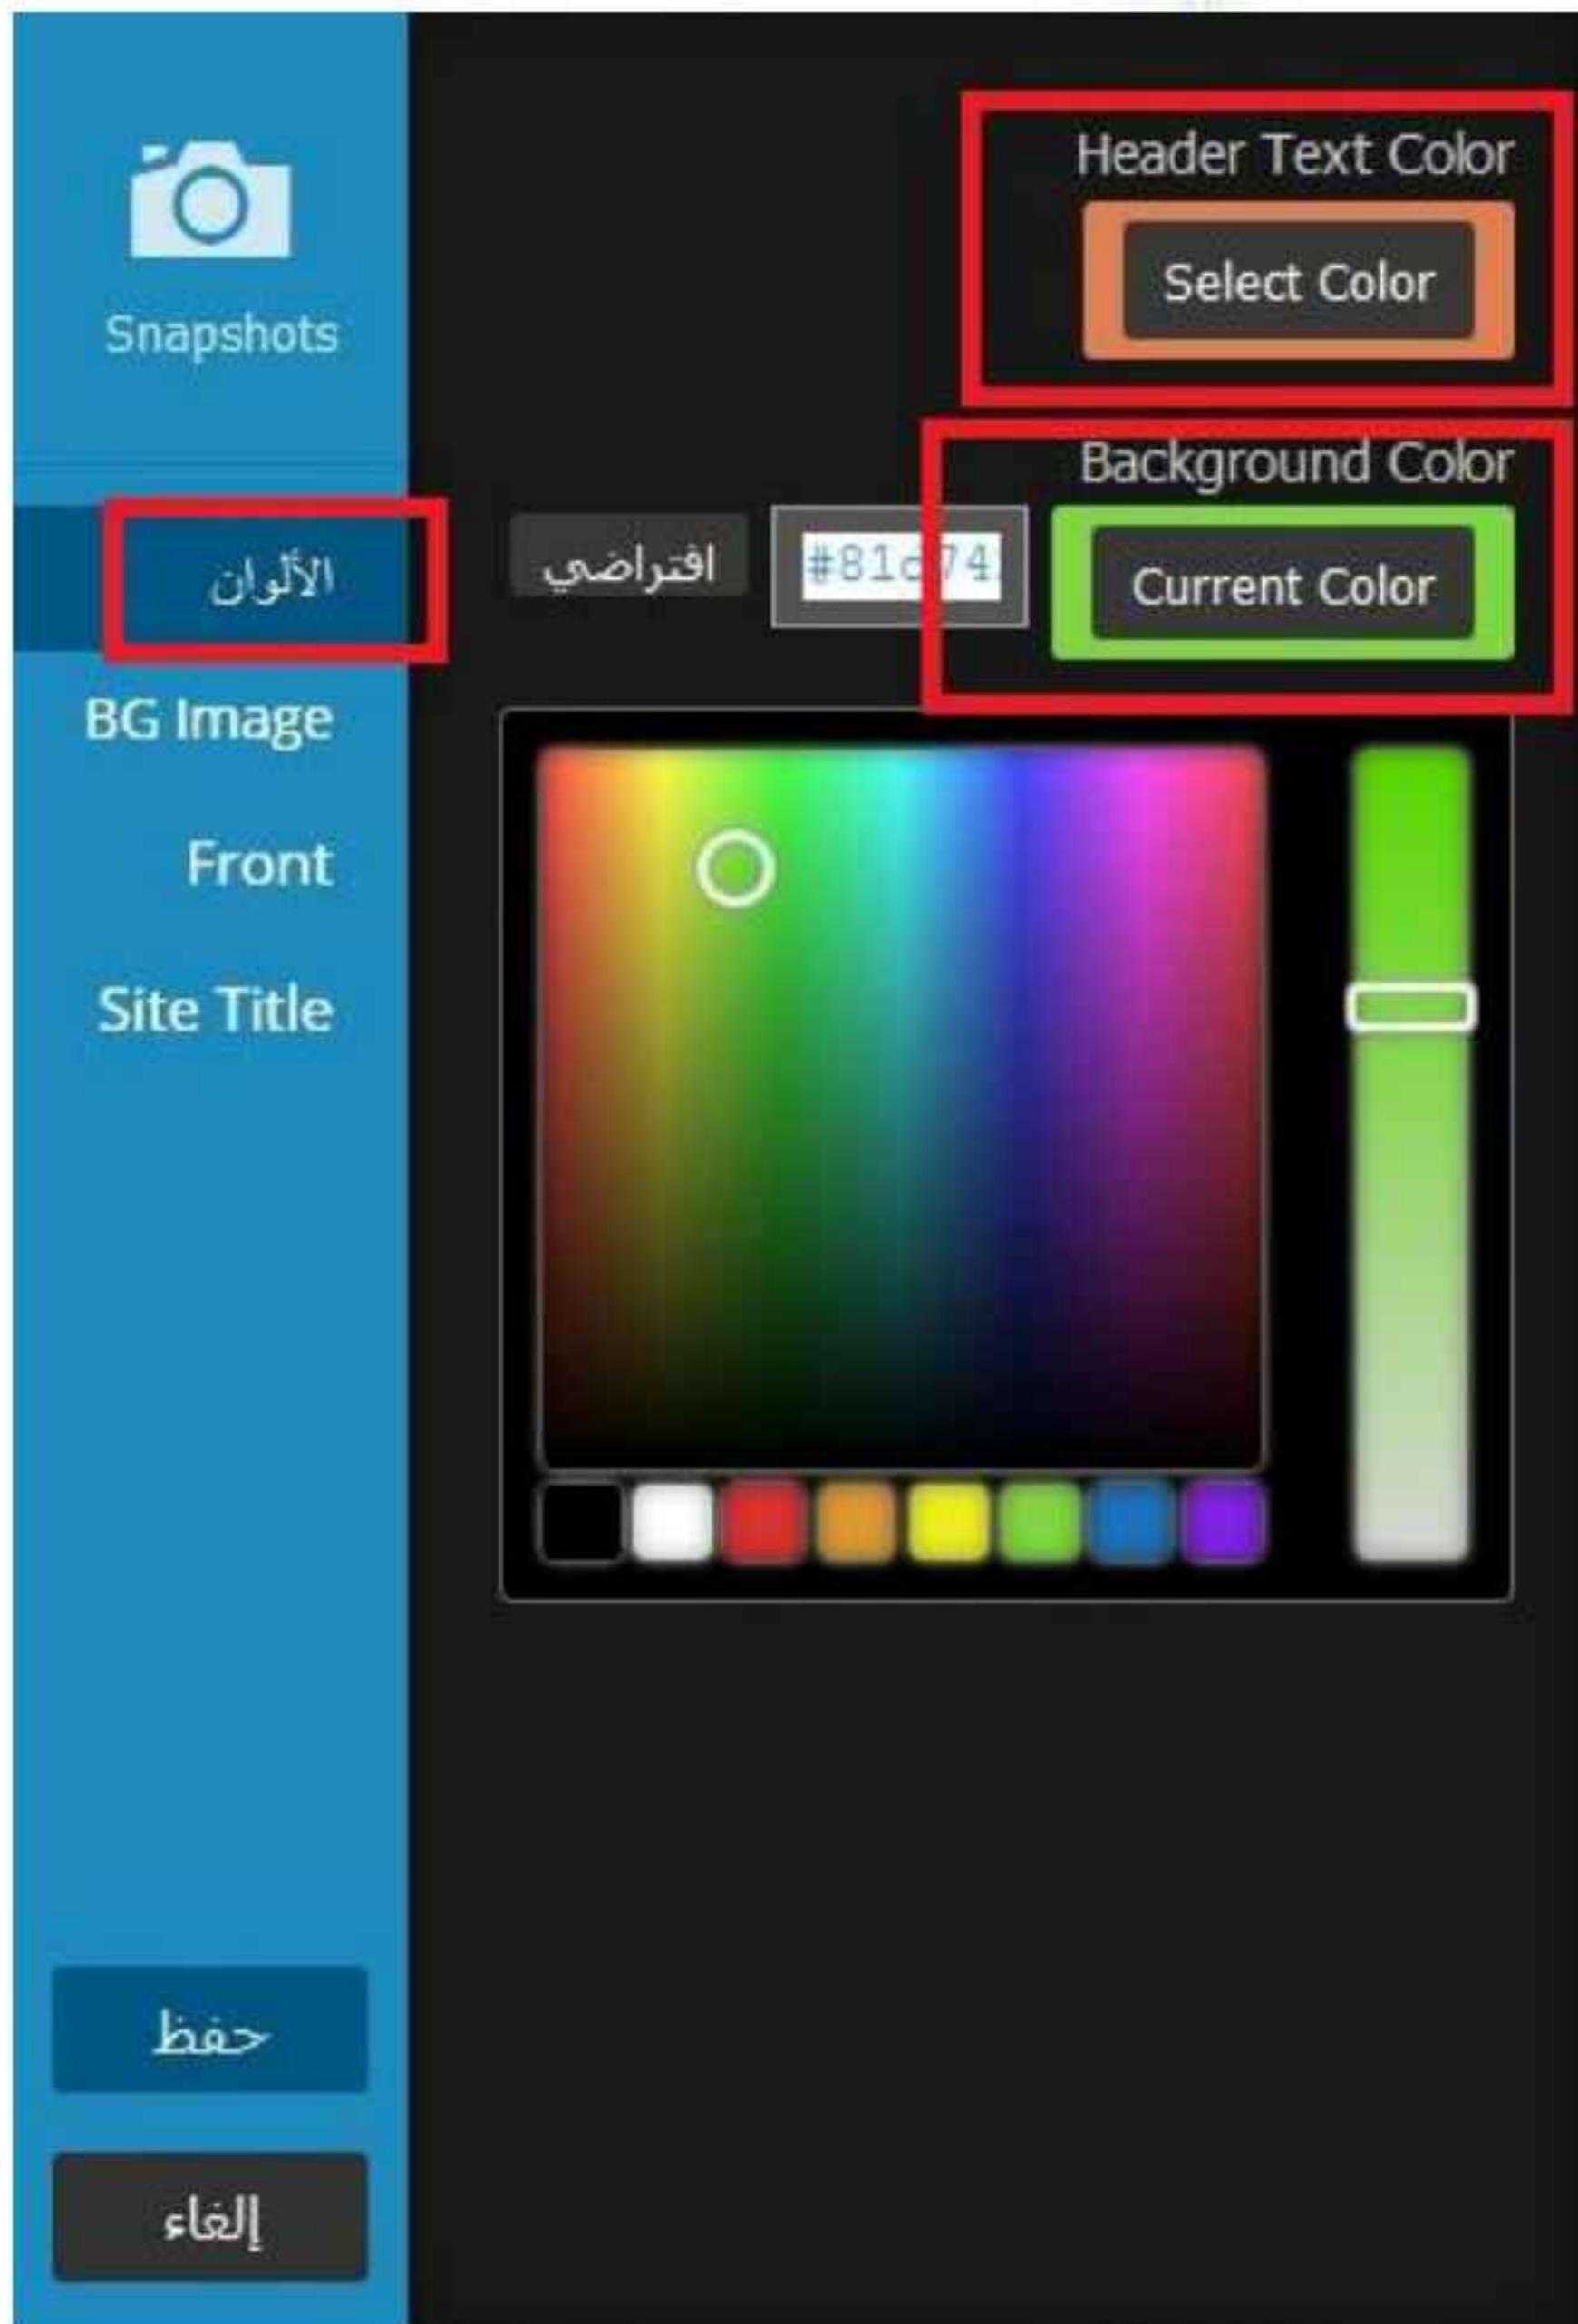 Snapshots
الألوان
BG Image
Front
Site Title
حفظ
إلغاء
Header Text Color
Select Color
Background Color
Current Color
افتراضي